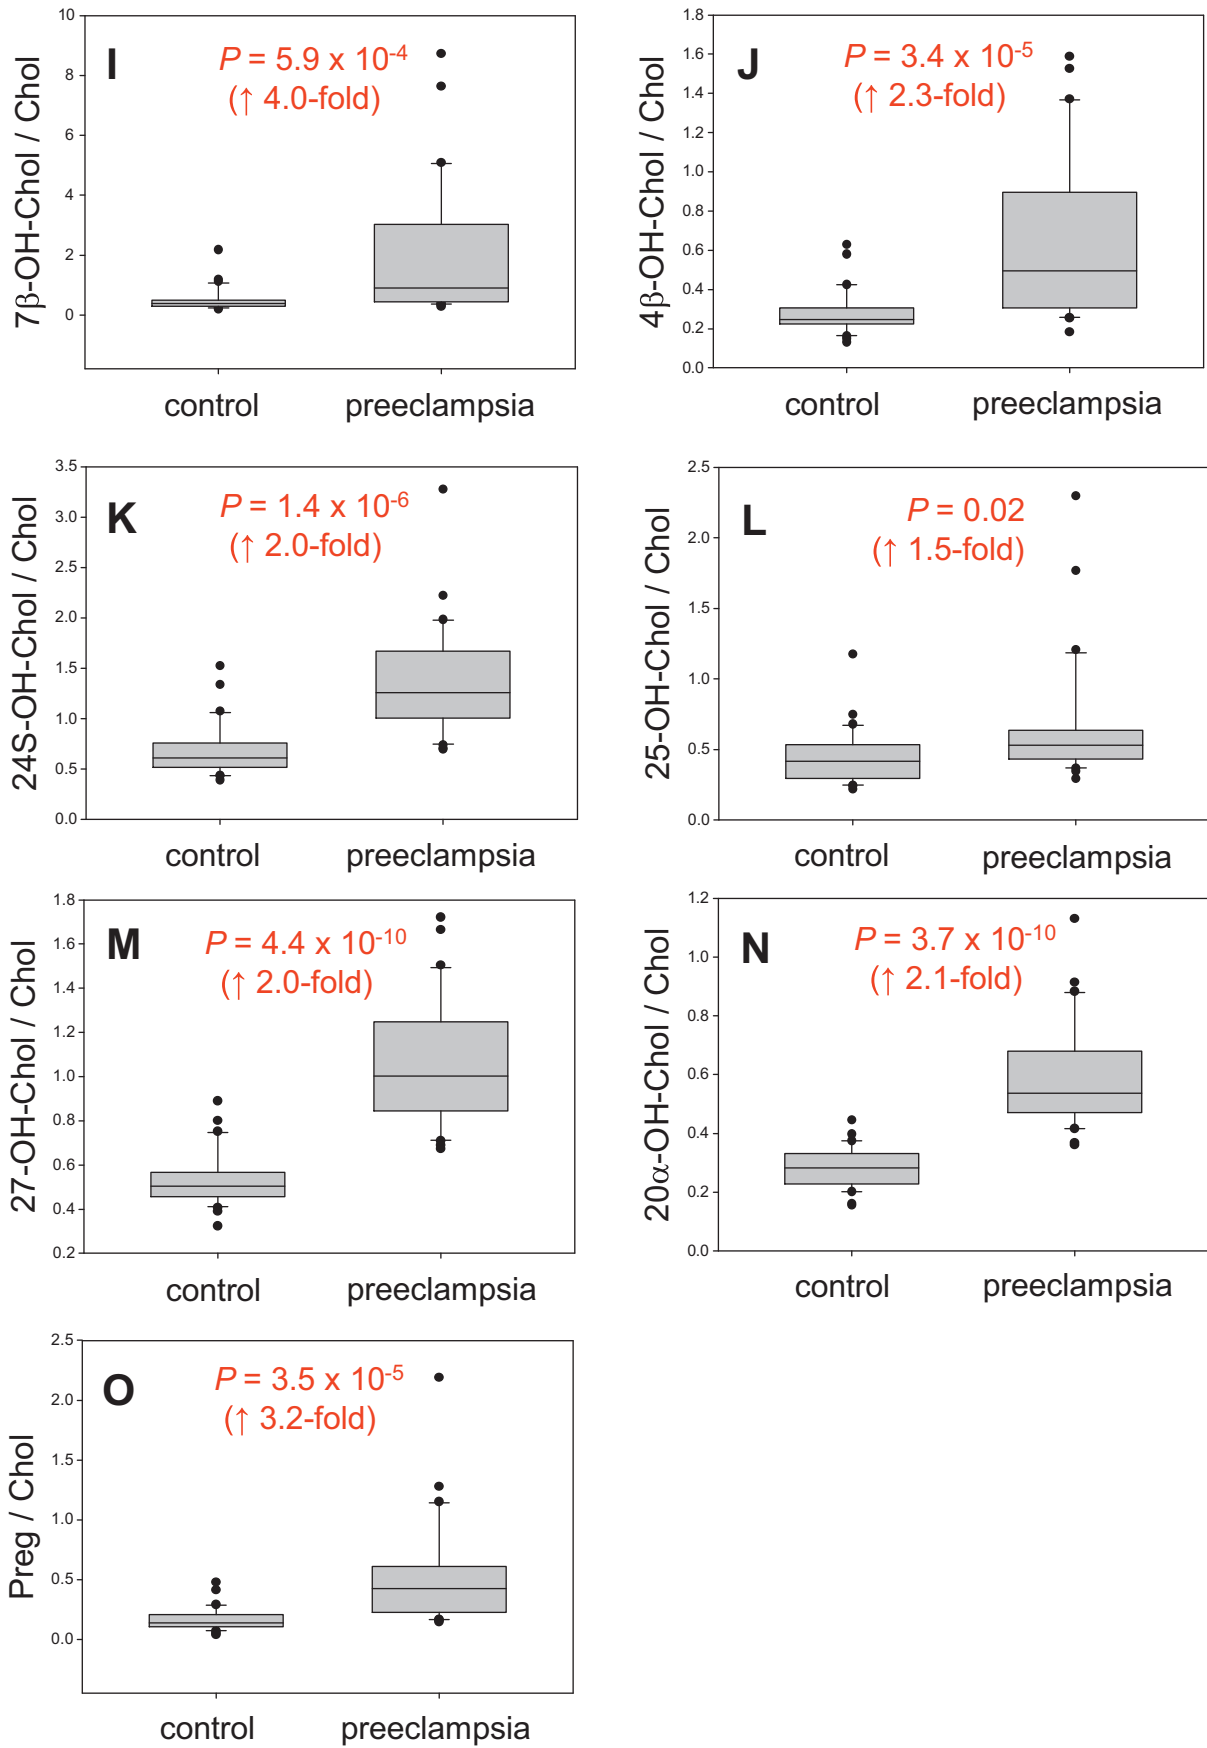 I
P = 5.9 x 10⁻⁴
(↑ 4.0-fold)
7β-OH-Chol / Chol
10
8
6
4
2
0
control preeclampsia
J
P = 3.4 x 10⁻⁵
(↑ 2.3-fold)
4β-OH-Chol / Chol
1.8
1.6
1.4
1.2
1.0
0.8
0.6
0.4
0.2
0.0
control preeclampsia
K
P = 1.4 x 10⁻⁶
(↑ 2.0-fold)
24S-OH-Chol / Chol
3.5
3.0
2.5
2.0
1.5
1.0
0.5
0.0
control preeclampsia
L
P = 0.02
(↑ 1.5-fold)
25-OH-Chol / Chol
2.5
2.0
1.5
1.0
0.5
0.0
control preeclampsia
M
P = 4.4 x 10⁻¹⁰
(↑ 2.0-fold)
27-OH-Chol / Chol
1.8
1.6
1.4
1.2
1.0
0.8
0.6
0.4
0.2
control preeclampsia
N
P = 3.7 x 10⁻¹⁰
(↑ 2.1-fold)
20α-OH-Chol / Chol
1.2
1.0
0.8
0.6
0.4
0.2
0.0
control preeclampsia
O
P = 3.5 x 10⁻⁵
(↑ 3.2-fold)
Preg / Chol
2.5
2.0
1.5
1.0
0.5
0.0
control preeclampsia